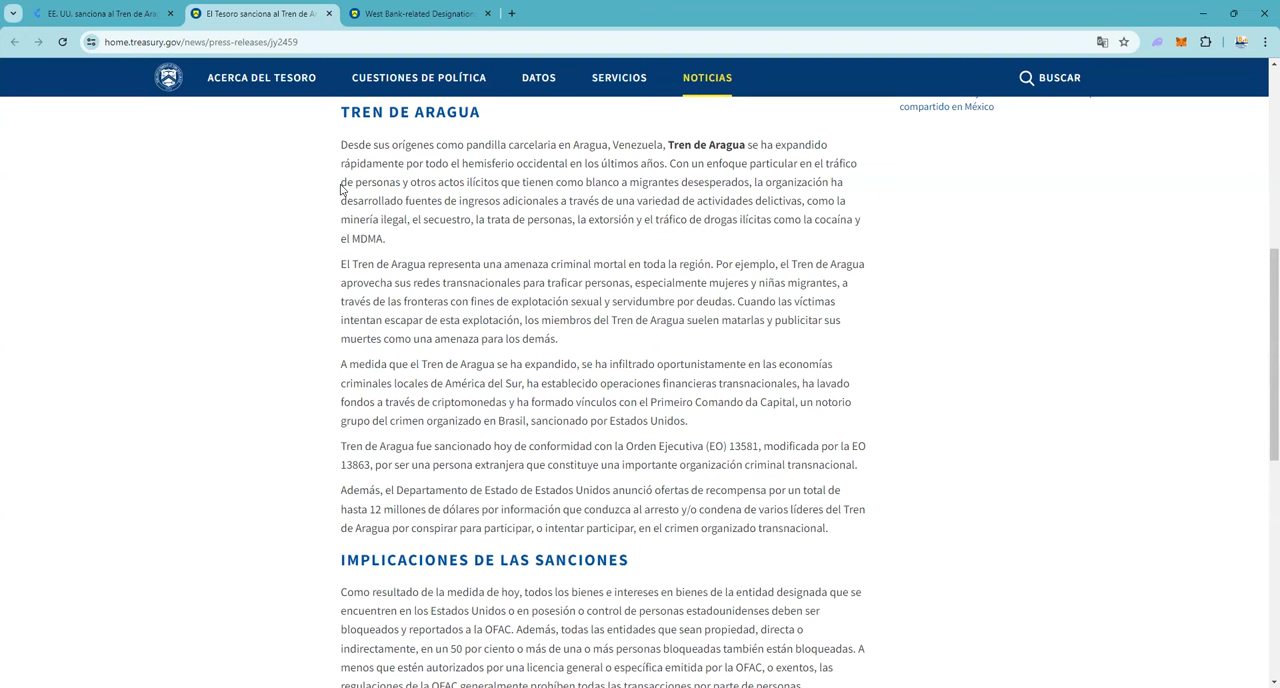 EE. UU. sanciona al Tren de Ara
El Tesoro sanciona al Tren de A
West Bank-related Designation
home.treasury.gov/news/press-releases/jy2459
ACERCA DEL TESORO
CUESTIONES DE POLÍTICA
DATOS
SERVICIOS
NOTICIAS
BUSCAR
compartido en México
TREN DE ARAGUA
Desde sus orígenes como pandilla carcelaria en Aragua, Venezuela, Tren de Aragua se ha expandido
rápidamente por todo el hemisferio occidental en los últimos años. Con un enfoque particular en el tráfico
de personas y otros actos ilícitos que tienen como blanco a migrantes desesperados, la organización ha
desarrollado fuentes de ingresos adicionales a través de una variedad de actividades delictivas, como la
minería ilegal, el secuestro, la trata de personas, la extorsión y el tráfico de drogas ilícitas como la cocaína y
el MDMA.
El Tren de Aragua representa una amenaza criminal mortal en toda la región. Por ejemplo, el Tren de Aragua
aprovecha sus redes transnacionales para traficar personas, especialmente mujeres y niñas migrantes, a
través de las fronteras con fines de explotación sexual y servidumbre por deudas. Cuando las víctimas
intentan escapar de esta explotación, los miembros del Tren de Aragua suelen matarlas y publicitar sus
muertes como una amenaza para los demás.
A medida que el Tren de Aragua se ha expandido, se ha infiltrado oportunistamente en las economías
criminales locales de América del Sur, ha establecido operaciones financieras transnacionales, ha lavado
fondos a través de criptomonedas y ha formado vínculos con el Primeiro Comando da Capital, un notorio
grupo del crimen organizado en Brasil, sancionado por Estados Unidos.
Tren de Aragua fue sancionado hoy de conformidad con la Orden Ejecutiva (EO) 13581, modificada por la EO
13863, por ser una persona extranjera que constituye una importante organización criminal transnacional.
Además, el Departamento de Estado de Estados Unidos anunció ofertas de recompensa por un total de
hasta 12 millones de dólares por información que conduzca al arresto y/o condena de varios líderes del Tren
de Aragua por conspirar para participar, o intentar participar, en el crimen organizado transnacional.
IMPLICACIONES DE LAS SANCIONES
Como resultado de la medida de hoy, todos los bienes e intereses en bienes de la entidad designada que se
encuentren en los Estados Unidos o en posesión o control de personas estadounidenses deben ser
bloqueados y reportados a la OFAC. Además, todas las entidades que sean propiedad, directa o
indirectamente, en un 50 por ciento o más de una o más personas bloqueadas también están bloqueadas. A
menos que estén autorizados por una licencia general o específica emitida por la OFAC, o exentos, las
regulaciones de la OFAC generalmente prohíben todas las transacciones por parte de personas